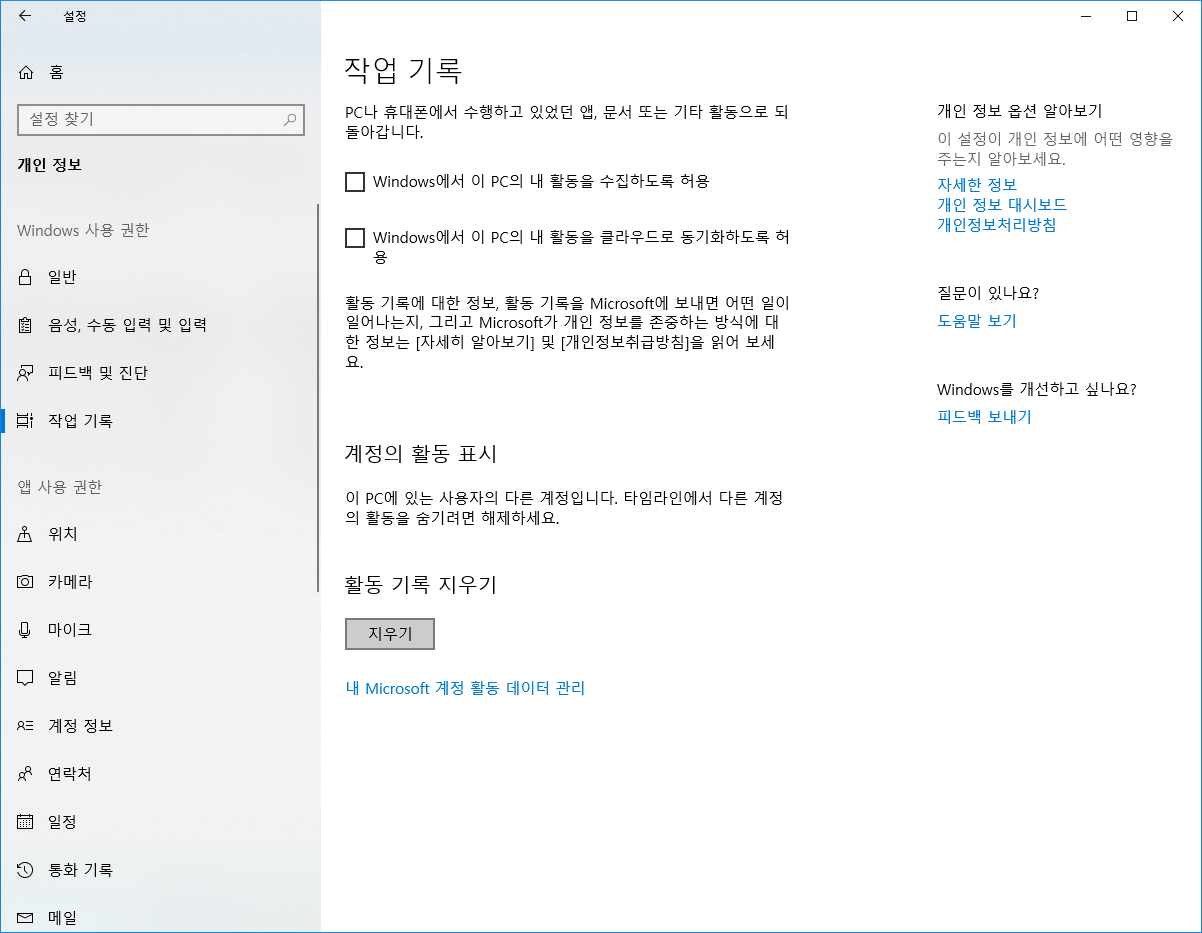 설정
홈
설정 찾기
개인 정보
Windows 사용 권한
일반
음성, 수동 입력 및 입력
피드백 및 진단
작업 기록
앱 사용 권한
위치
카메라
마이크
알림
계정 정보
연락처
일정
통화 기록
메일
작업 기록
PC나 휴대폰에서 수행하고 있었던 앱, 문서 또는 기타 활동으로 되
돌아갑니다.
Windows에서 이 PC의 내 활동을 수집하도록 허용
Windows에서 이 PC의 내 활동을 클라우드로 동기화하도록 허
용
활동 기록에 대한 정보, 활동 기록을 Microsoft에 보내면 어떤 일이
일어나는지, 그리고 Microsoft가 개인 정보를 존중하는 방식에 대
한 정보는 [자세히 알아보기] 및 [개인정보취급방침]을 읽어 보세
요.
계정의 활동 표시
이 PC에 있는 사용자의 다른 계정입니다. 타임라인에서 다른 계정
의 활동을 숨기려면 해제하세요.
활동 기록 지우기
지우기
내 Microsoft 계정 활동 데이터 관리
개인 정보 옵션 알아보기
이 설정이 개인 정보에 어떤 영향을
주는지 알아보세요.
자세한 정보
개인 정보 대시보드
개인정보처리방침
질문이 있나요?
도움말 보기
Windows를 개선하고 싶나요?
피드백 보내기